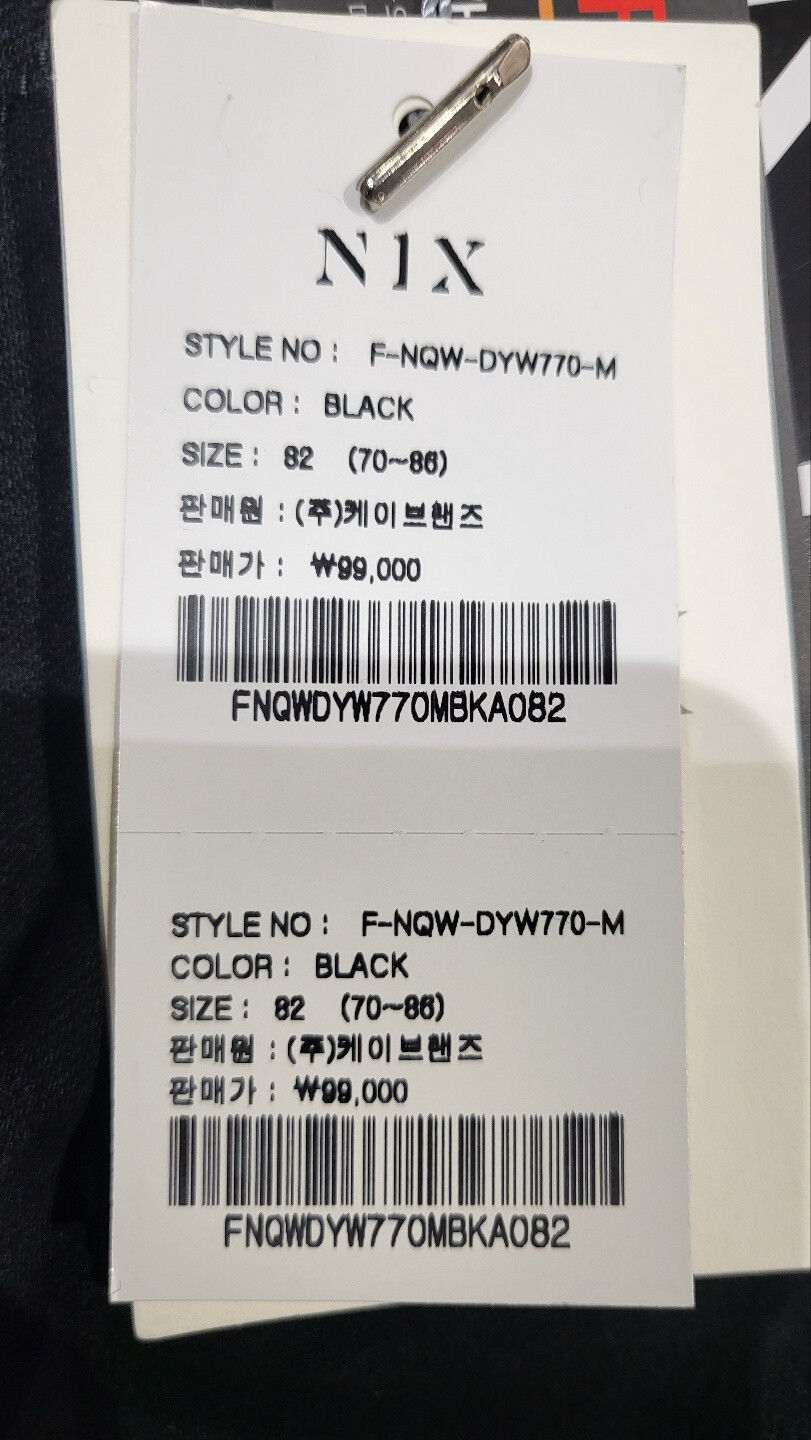 NIX
STYLE NO : F-NQW-DYW770-M
COLOR : BLACK
SIZE : 82 (70~86)
판매원 : (주)케이브랜즈
판매가 : ₩99,000
FNQWDYW770MBKA082
STYLE NO : F-NQW-DYW770-M
COLOR : BLACK
SIZE : 82 (70~86)
판매원 : (주)케이브랜즈
판매가 : ₩99,000
FNQWDYW770MBKA082